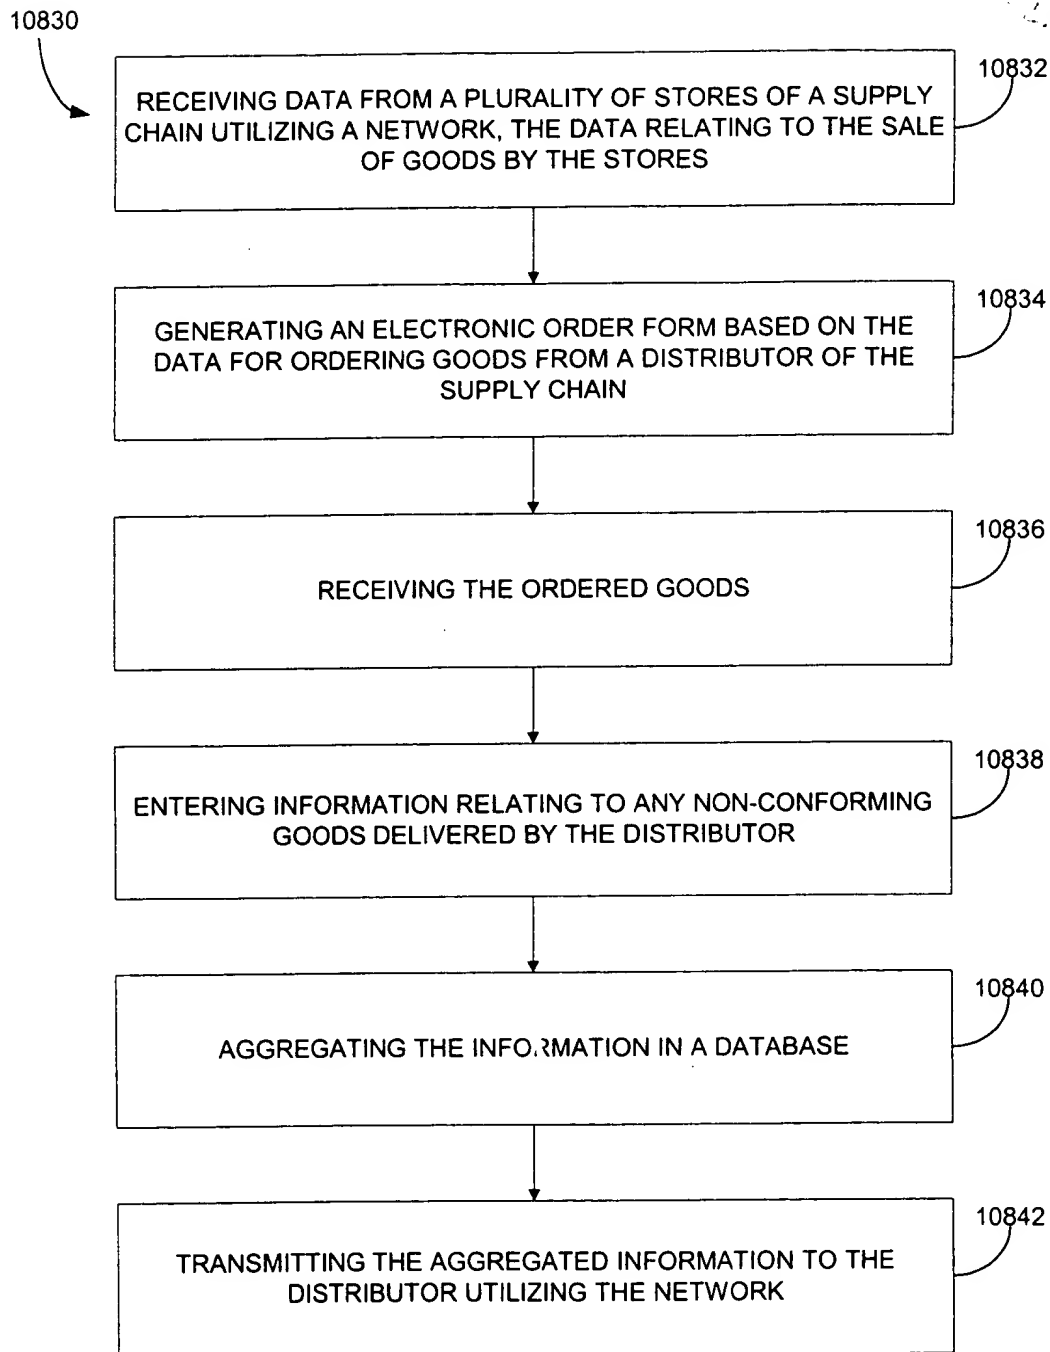 10830
10832
RECEIVING DATA FROM A PLURALITY OF STORES OF A SUPPLY
CHAIN UTILIZING A NETWORK, THE DATA RELATING TO THE SALE
OF GOODS BY THE STORES
10834
GENERATING AN ELECTRONIC ORDER FORM BASED ON THE
DATA FOR ORDERING GOODS FROM A DISTRIBUTOR OF THE
SUPPLY CHAIN
10836
RECEIVING THE ORDERED GOODS
10838
ENTERING INFORMATION RELATING TO ANY NON-CONFORMING
GOODS DELIVERED BY THE DISTRIBUTOR
10840
AGGREGATING THE INFORMATION IN A DATABASE
10842
TRANSMITTING THE AGGREGATED INFORMATION TO THE
DISTRIBUTOR UTILIZING THE NETWORK